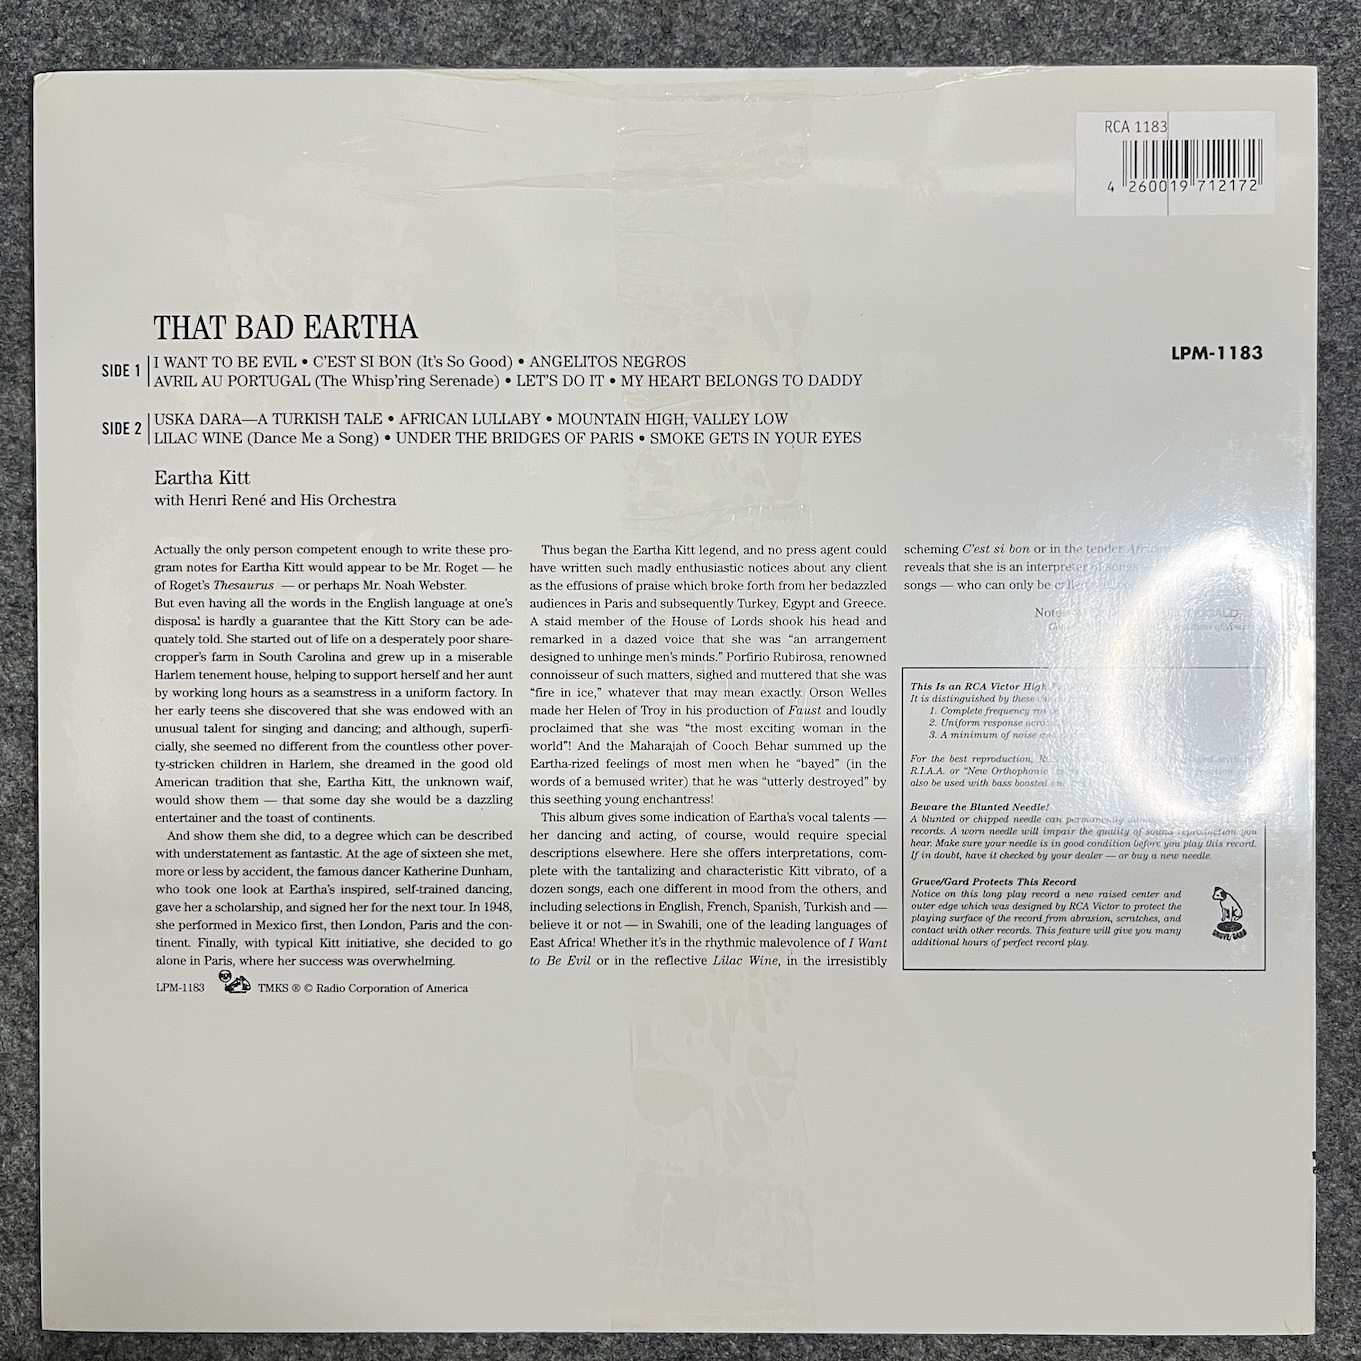 RCA 1183
4 260019 712172
THAT BAD EARTHA
LPM-1183
SIDE 1
I WANT TO BE EVIL • C'EST SI BON (It's So Good) • ANGELITOS NEGROS
AVRIL AU PORTUGAL (The Whisp'ring Serenade) • LET'S DO IT • MY HEART BELONGS TO DADDY
SIDE 2
USKA DARA—A TURKISH TALE • AFRICAN LULLABY • MOUNTAIN HIGH, VALLEY LOW
LILAC WINE (Dance Me a Song) • UNDER THE BRIDGES OF PARIS • SMOKE GETS IN YOUR EYES
Eartha Kitt
with Henri René and His Orchestra
Actually the only person competent enough to write these pro-
gram notes for Eartha Kitt would appear to be Mr. Roget — he
of Roget's Thesaurus — or perhaps Mr. Noah Webster.
But even having all the words in the English language at one's
disposal is hardly a guarantee that the Kitt Story can be ade-
quately told. She started out of life on a desperately poor share-
cropper's farm in South Carolina and grew up in a miserable
Harlem tenement house, helping to support herself and her aunt
by working long hours as a seamstress in a uniform factory. In
her early teens she discovered that she was endowed with an
unusual talent for singing and dancing; and although, superfi-
cially, she seemed no different from the countless other pover-
ty-stricken children in Harlem, she dreamed in the good old
American tradition that she, Eartha Kitt, the unknown waif,
would show them — that some day she would be a dazzling
entertainer and the toast of continents.
And show them she did, to a degree which can be described
with understatement as fantastic. At the age of sixteen she met,
more or less by accident, the famous dancer Katherine Dunham,
who took one look at Eartha's inspired, self-trained dancing,
gave her a scholarship, and signed her for the next tour. In 1948,
she performed in Mexico first, then London, Paris and the con-
tinent. Finally, with typical Kitt initiative, she decided to go
alone in Paris, where her success was overwhelming.
LPM-1183 TMKS ® © Radio Corporation of America
Thus began the Eartha Kitt legend, and no press agent could
have written such madly enthusiastic notices about any client
as the effusions of praise which broke forth from her bedazzled
audiences in Paris and subsequently Turkey, Egypt and Greece.
A staid member of the House of Lords shook his head and
remarked in a dazed voice that she was "an arrangement
designed to unhinge men's minds." Porfirio Rubirosa, renowned
connoisseur of such matters, sighed and muttered that she was
"fire in ice," whatever that may mean exactly. Orson Welles
made her Helen of Troy in his production of Faust and loudly
proclaimed that she was "the most exciting woman in the
world"! And the Maharajah of Cooch Behar summed up the
Eartha-rized feelings of most men when he "bayed" (in the
words of a bemused writer) that he was "utterly destroyed" by
this seething young enchantress!
This album gives some indication of Eartha's vocal talents —
her dancing and acting, of course, would require special
descriptions elsewhere. Here she offers interpretations, com-
plete with the tantalizing and characteristic Kitt vibrato, of a
dozen songs, each one different in mood from the others, and
including selections in English, French, Spanish, Turkish and —
believe it or not — in Swahili, one of the leading languages of
East Africa! Whether it's in the rhythmic malevolence of I Want
to Be Evil or in the reflective Lilac Wine, in the irresistibly
scheming C'est si bon or in the tender
reveals that she is an interpreter of songs —
songs — who can only be
This Is an RCA Victor High
It is distinguished by these
1. Complete frequency
2. Uniform response
3. A minimum of noise
For the best reproduction,
R.I.A.A. or "New Orthophonic
also be used with bass boosted
Beware the Blunted Needle!
A blunted or chipped needle can permanently
records. A worn needle will impair the quality of sound reproduction you
hear. Make sure your needle is in good condition before you play this record.
If in doubt, have it checked by your dealer — or buy a new needle.
Gruve/Gard Protects This Record
Notice on this long play record a new raised center and
outer edge which was designed by RCA Victor to protect the
playing surface of the record from abrasion, scratches, and
contact with other records. This feature will give you many
additional hours of perfect record play.
GRUVE/GARD